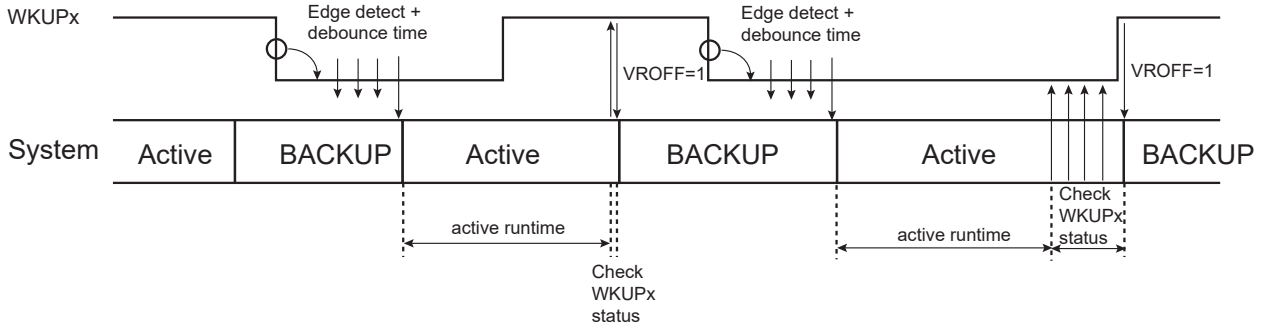 WKUPx
Edge detect +
debounce time
VROFF=1
Edge detect +
debounce time
VROFF=1
System
Active
BACKUP
Active
BACKUP
Active
BACKUP
active runtime
Check
WKUPx
status
active runtime
Check
WKUPx
status